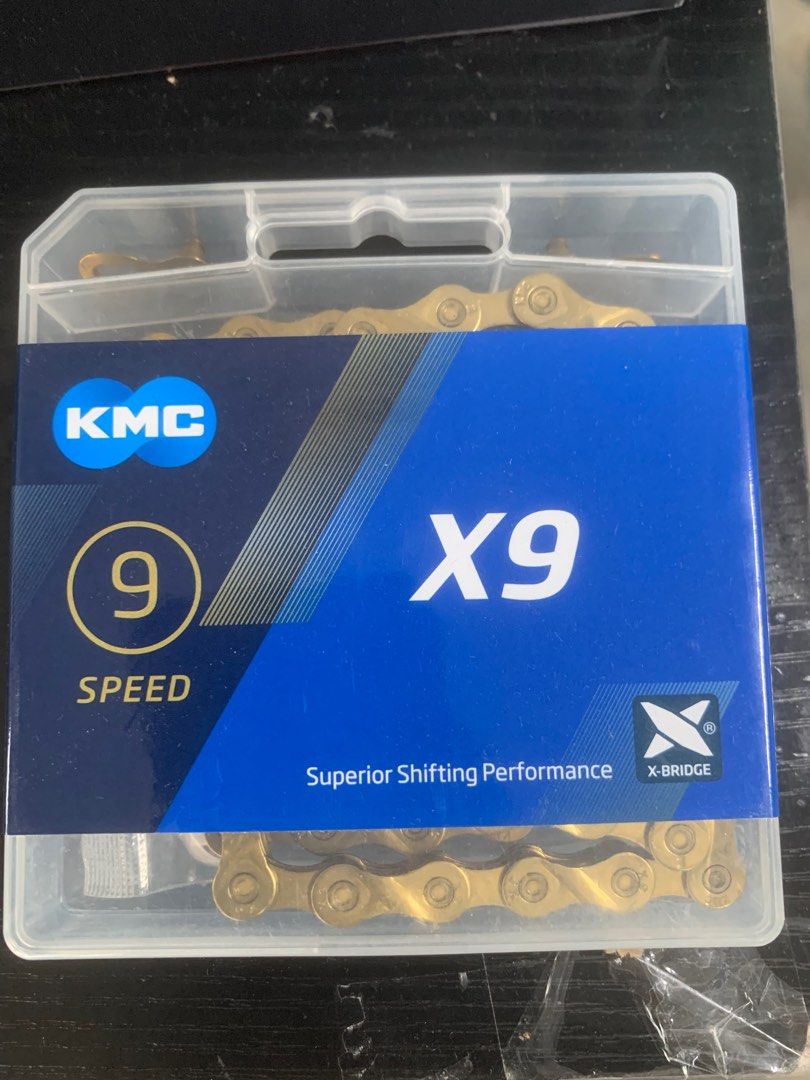 KMC
9
SPEED
X9
Superior Shifting Performance
®
X-BRIDGE